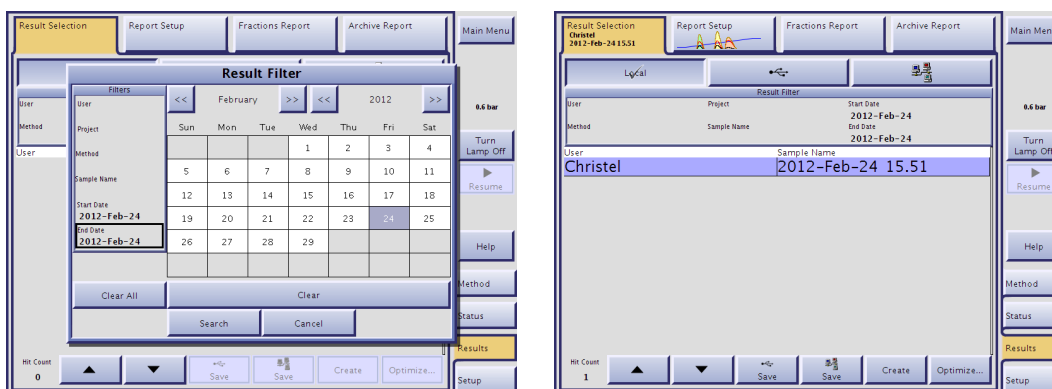 Result Selection
Report Setup
Fractions Report
Archive Report
Main Menu
Result Filter
Filters
User
Project
Method
Sample Name
Start Date
2012-Feb-24
End Date
2012-Feb-24
<< February >> << 2012 >>
Sun Mon Tue Wed Thu Fri Sat
1 2 3 4
5 6 7 8 9 10 11
12 13 14 15 16 17 18
19 20 21 22 23 24 25
26 27 28 29
Clear All
Clear
Search
Cancel
User
Method
User
0.6 bar
Turn
Lamp Off
Resume
Help
Method
Status
Results
Setup
Hit Count
0
Save
Save
Create
Optimize...
Result Selection
Christel
2012-Feb-24 15.51
Report Setup
Fractions Report
Archive Report
Main Men
Local
Result Filter
User
Project
Start Date
2012-Feb-24
Method
Sample Name
End Date
2012-Feb-24
User
Sample Name
Christel
2012-Feb-24 15.51
0.6 bar
Turn
Lamp Off
Resume
Help
Method
Status
Results
Setup
Hit Count
1
Save
Save
Create
Optimize...